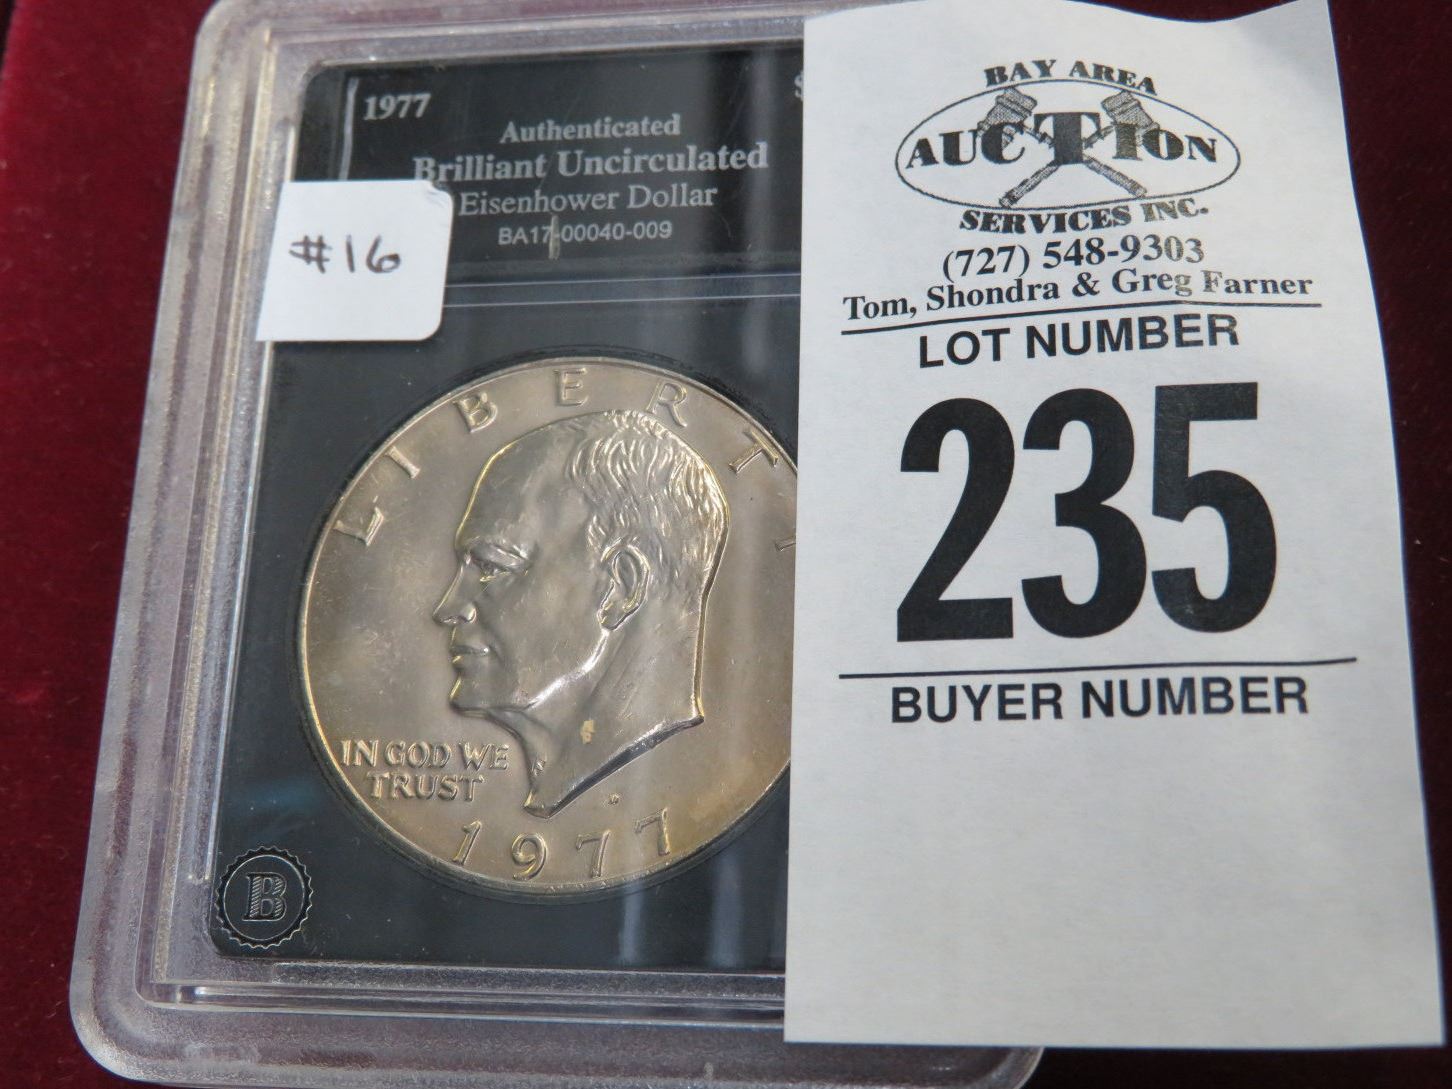 1977
$
Authenticated
Brilliant Uncirculated
Eisenhower Dollar
BA17-00040-009
#16
LIBERTY
IN GOD WE
TRUST
1977
B
BAY AREA
AUCTION
SERVICES INC.
(727) 548-9303
Tom, Shondra & Greg Farner
LOT NUMBER
235
BUYER NUMBER